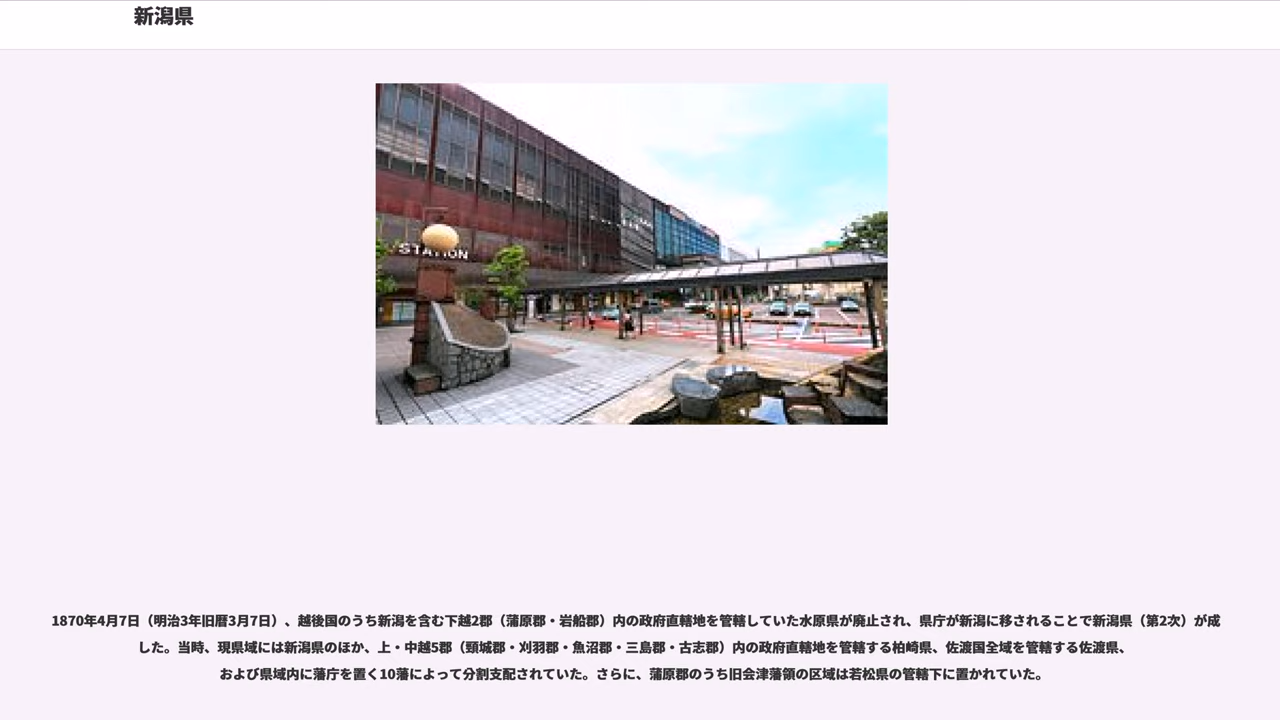 新潟県
STATION
1870年4月7日（明治3年旧暦3月7日）、越後国のうち新潟を含む下越2郡（蒲原郡・岩船郡）内の政府直轄地を管轄していた水原県が廃止され、県庁が新潟に移されることで新潟県（第2次）が成
した。当時、現県域には新潟県のほか、上・中越5郡（頸城郡・刈羽郡・魚沼郡・三島郡・古志郡）内の政府直轄地を管轄する柏崎県、佐渡国全域を管轄する佐渡県、
および県域内に藩庁を置く10藩によって分割支配されていた。さらに、蒲原郡のうち旧会津藩領の区域は若松県の管轄下に置かれていた。